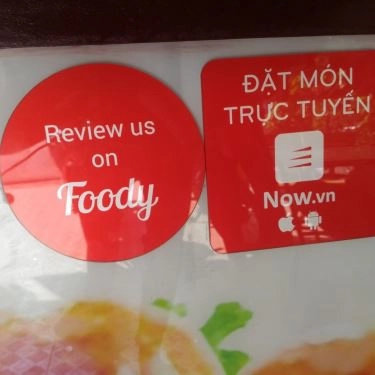 Review us
on
Foody
ĐẶT MÓN
TRỰC TUYẾN
Now.vn